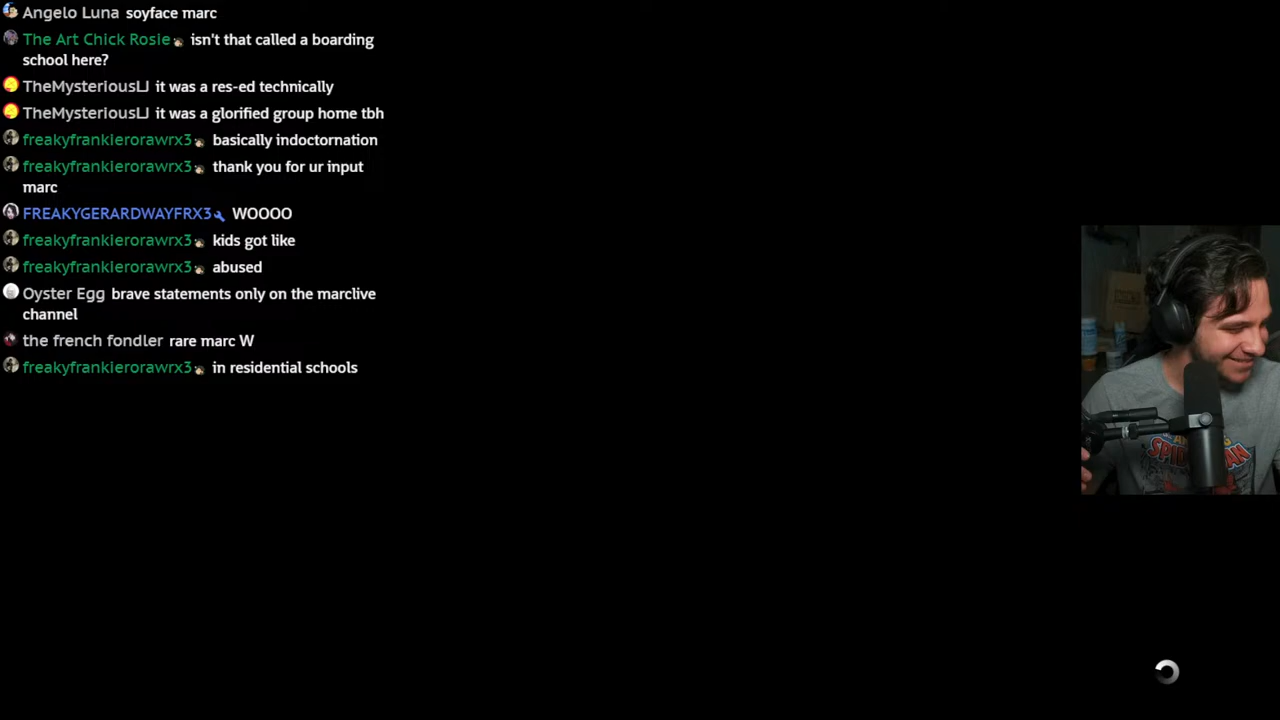 Angelo Luna soyface marc
The Art Chick Rosie isn't that called a boarding
school here?
TheMysteriousLJ it was a res-ed technically
TheMysteriousLJ it was a glorified group home tbh
freakyfrankierorawrx3 basically indoctornation
freakyfrankierorawrx3 thank you for ur input
marc
FREAKYGERARDWAYFRX3 WOOOO
freakyfrankierorawrx3 kids got like
freakyfrankierorawrx3 abused
Oyster Egg brave statements only on the marclive
channel
the french fondler rare marc W
freakyfrankierorawrx3 in residential schools